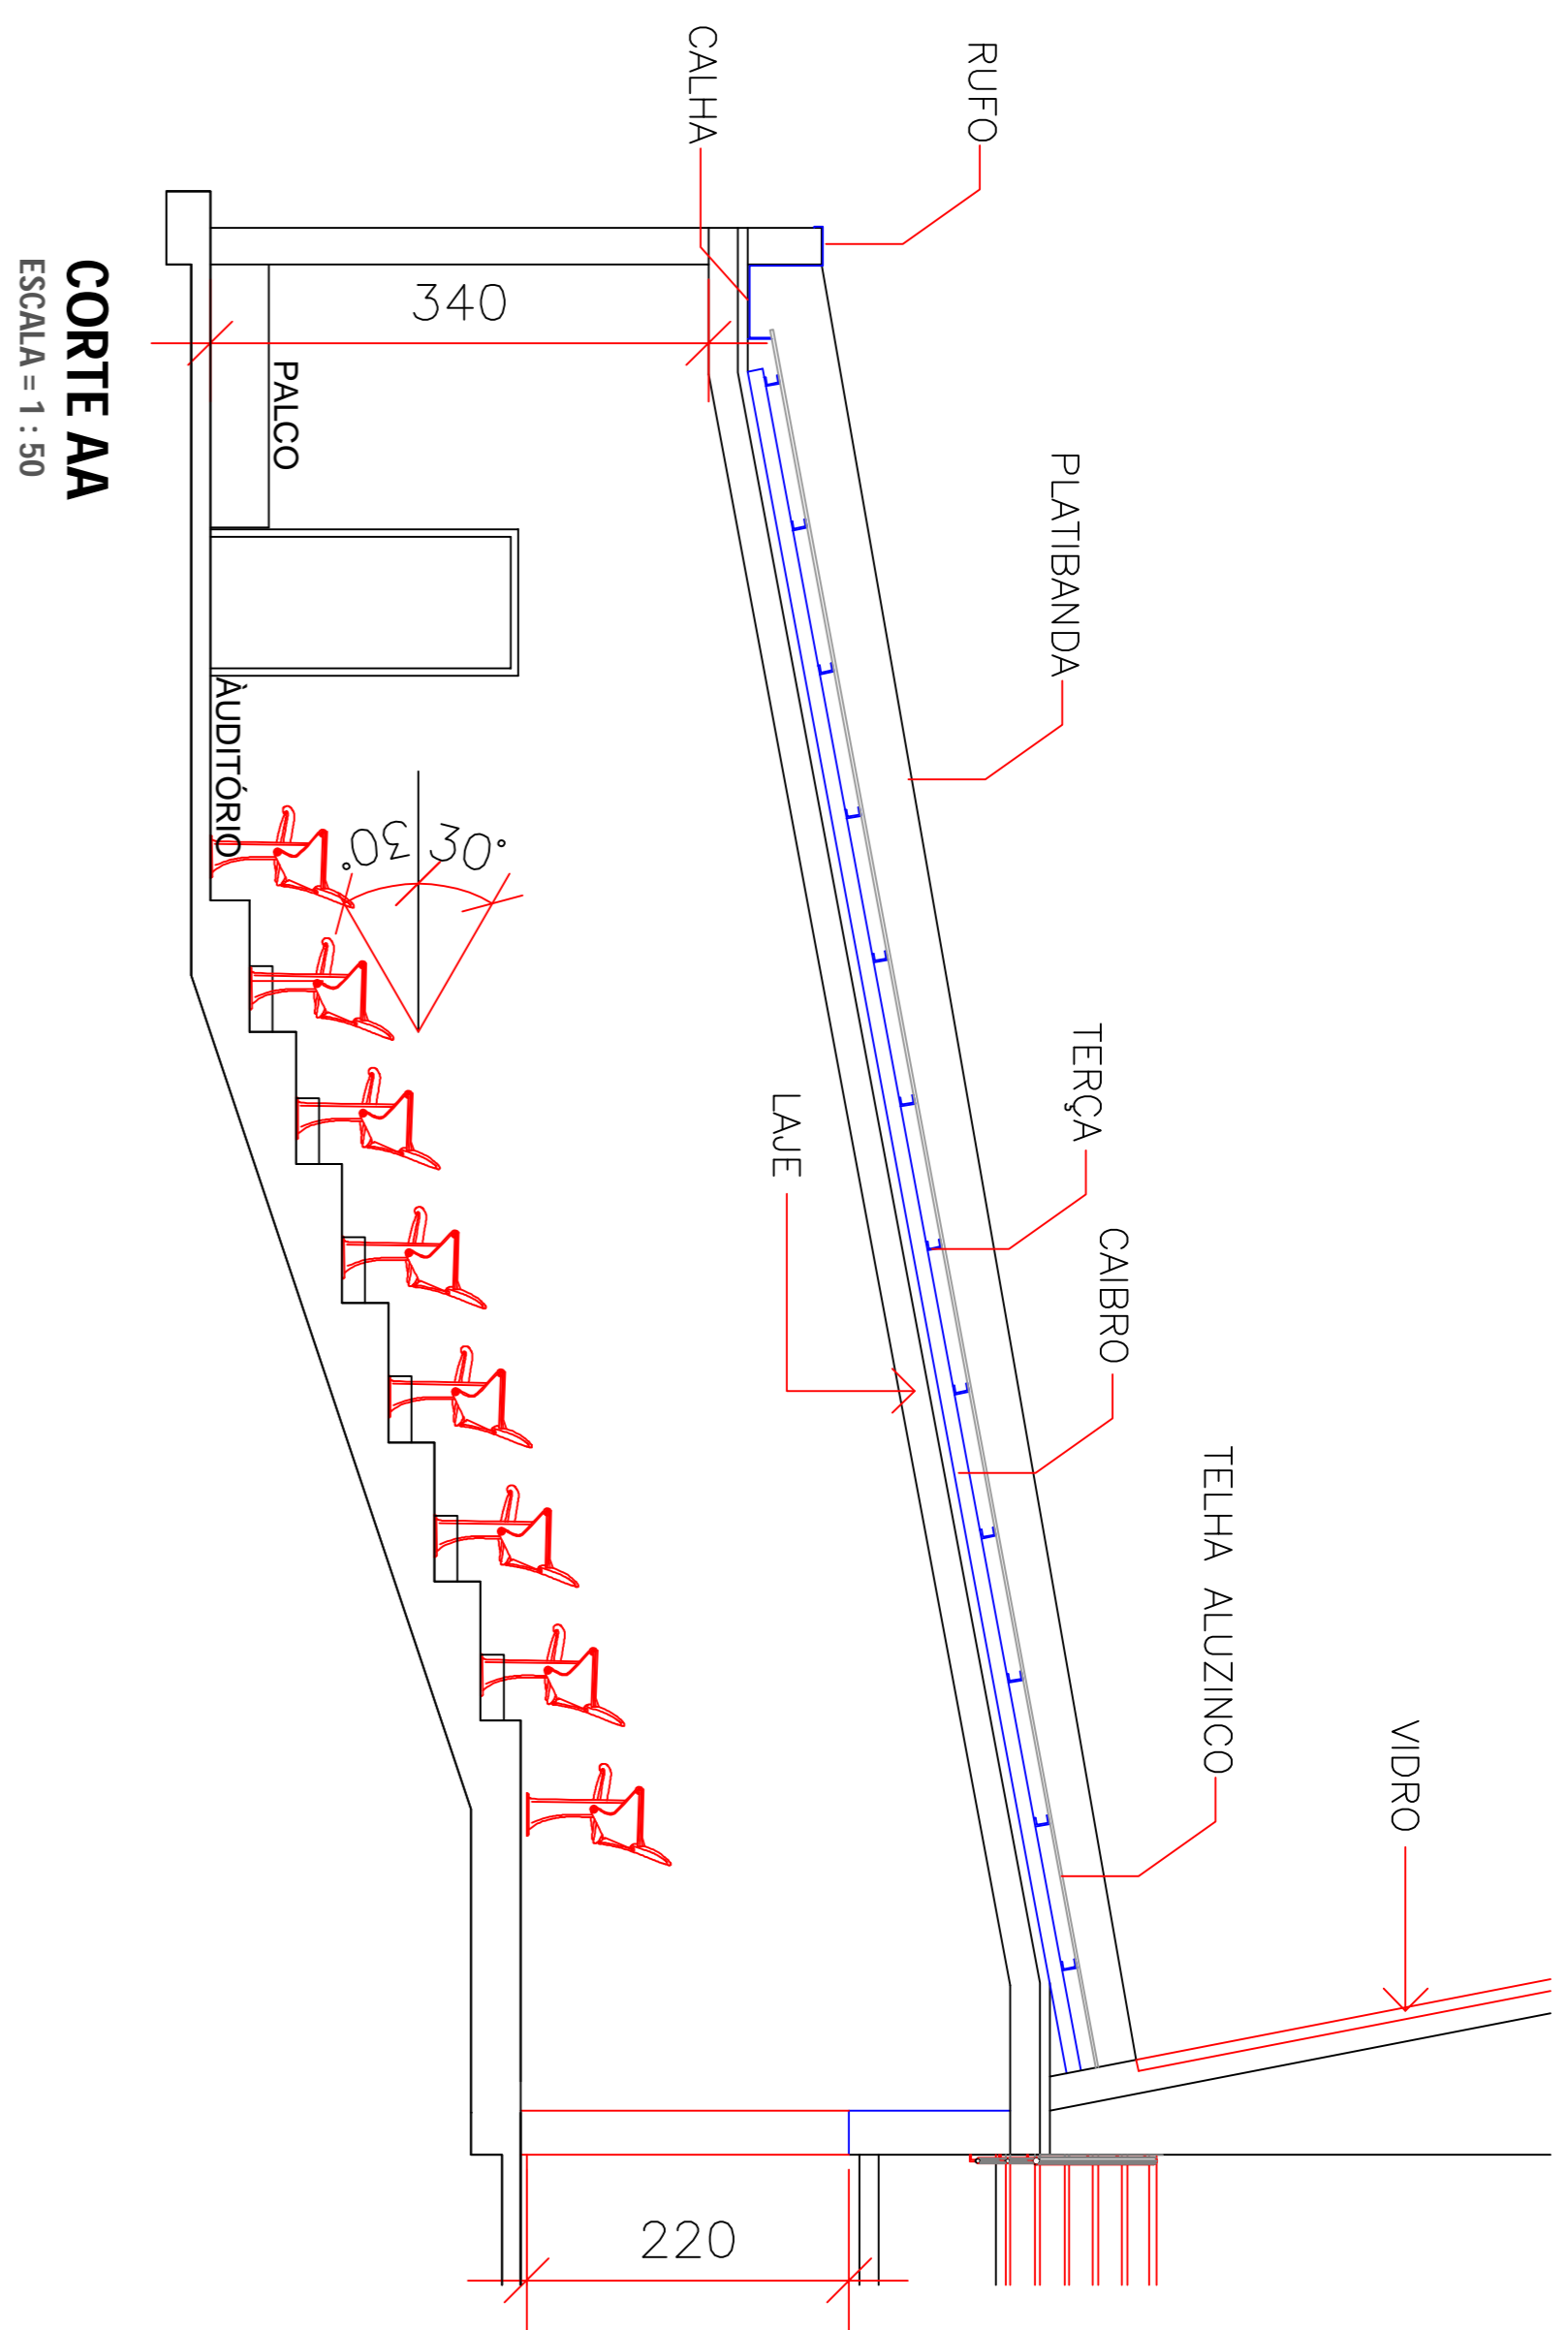 RUFO
CALHA
340
PALCO
PLATIBANDA
ÀUDITÓRIO
30°
30°
TERÇA
LAJE
CAIBRO
TELHA ALUZINCO
VIDRO
220
CORTE AA
ESCALA = 1 : 50